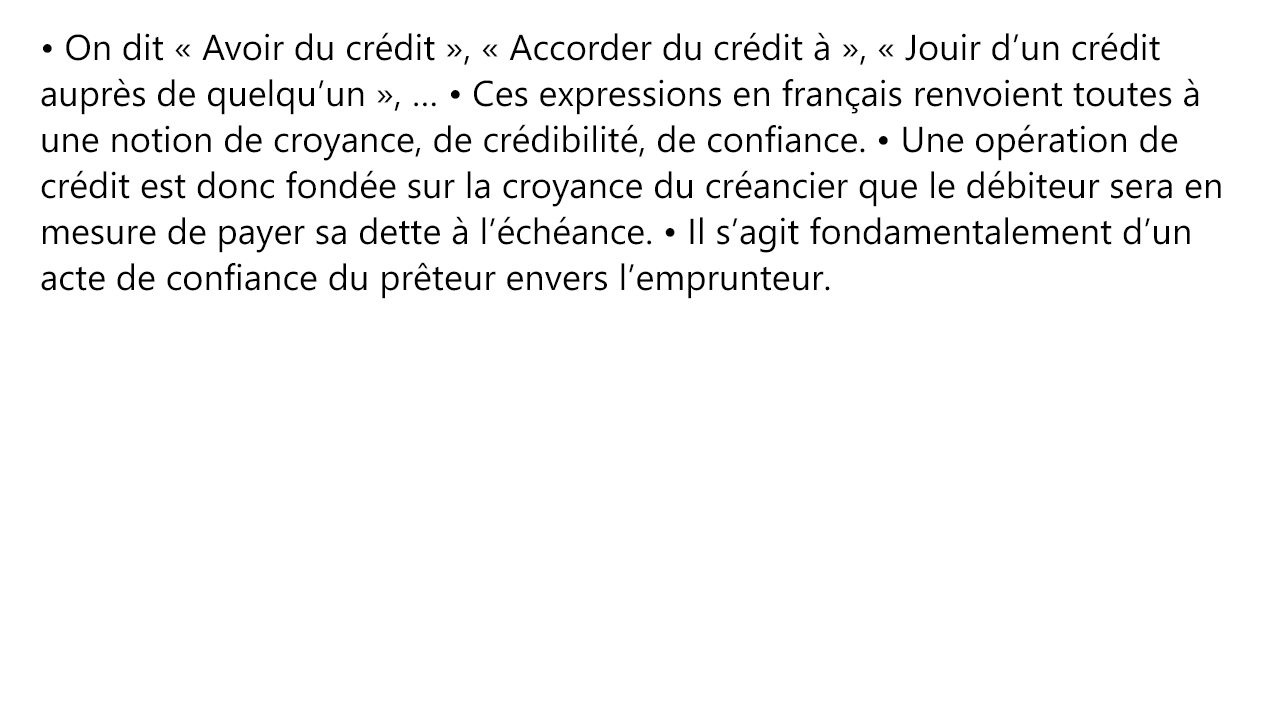 • On dit « Avoir du crédit », « Accorder du crédit à », « Jouir d’un crédit
auprès de quelqu’un », ... • Ces expressions en français renvoient toutes à
une notion de croyance, de crédibilité, de confiance. • Une opération de
crédit est donc fondée sur la croyance du créancier que le débiteur sera en
mesure de payer sa dette à l’échéance. • Il s’agit fondamentalement d’un
acte de confiance du prêteur envers l’emprunteur.